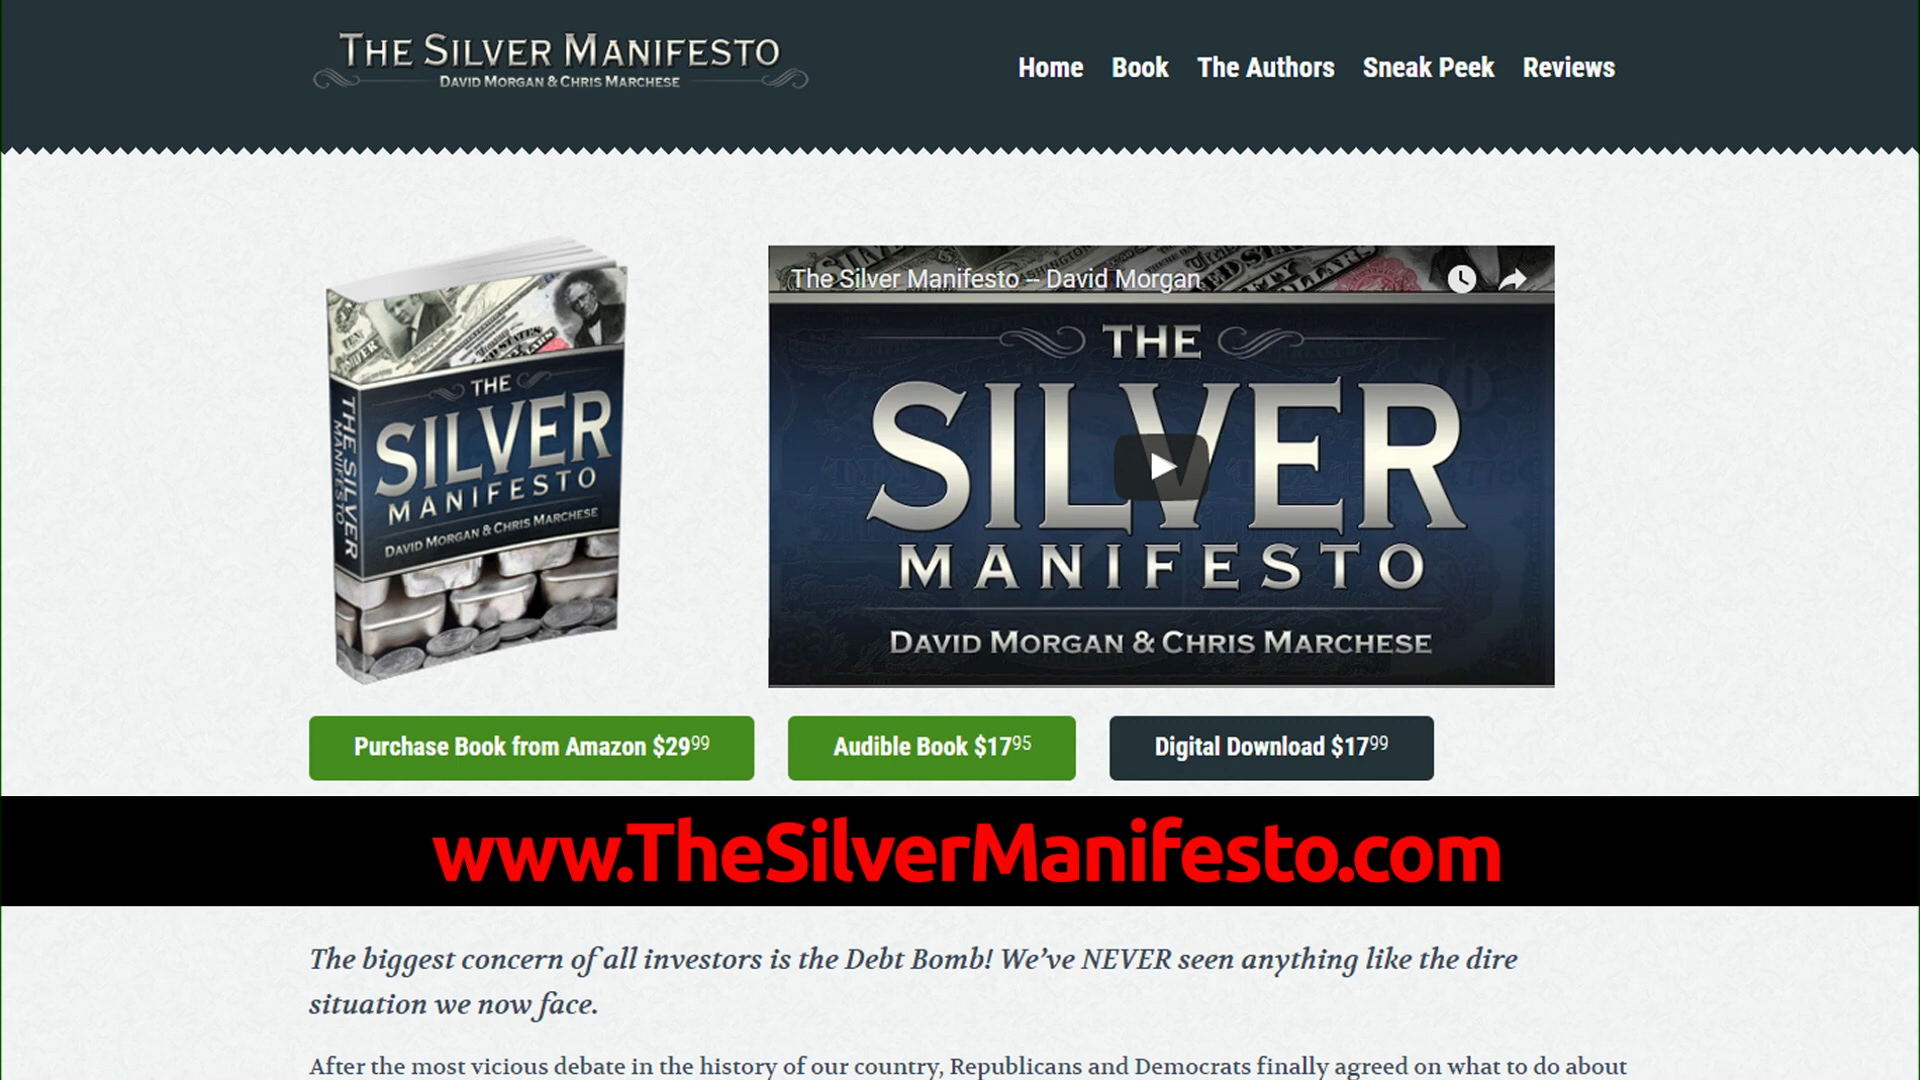 THE SILVER MANIFESTO
DAVID MORGAN & CHRIS MARCHESE
Home Book The Authors Sneak Peek Reviews
THE
SILVER
MANIFESTO
DAVID MORGAN & CHRIS MARCHESE
THE SILVER
MANIFESTO
The Silver Manifesto -- David Morgan
THE
SILVER
MANIFESTO
DAVID MORGAN & CHRIS MARCHESE
Purchase Book from Amazon $2999
Audible Book $1795
Digital Download $1799
www.TheSilverManifesto.com
The biggest concern of all investors is the Debt Bomb! We’ve NEVER seen anything like the dire
situation we now face.
After the most vicious debate in the history of our country, Republicans and Democrats finally agreed on what to do about